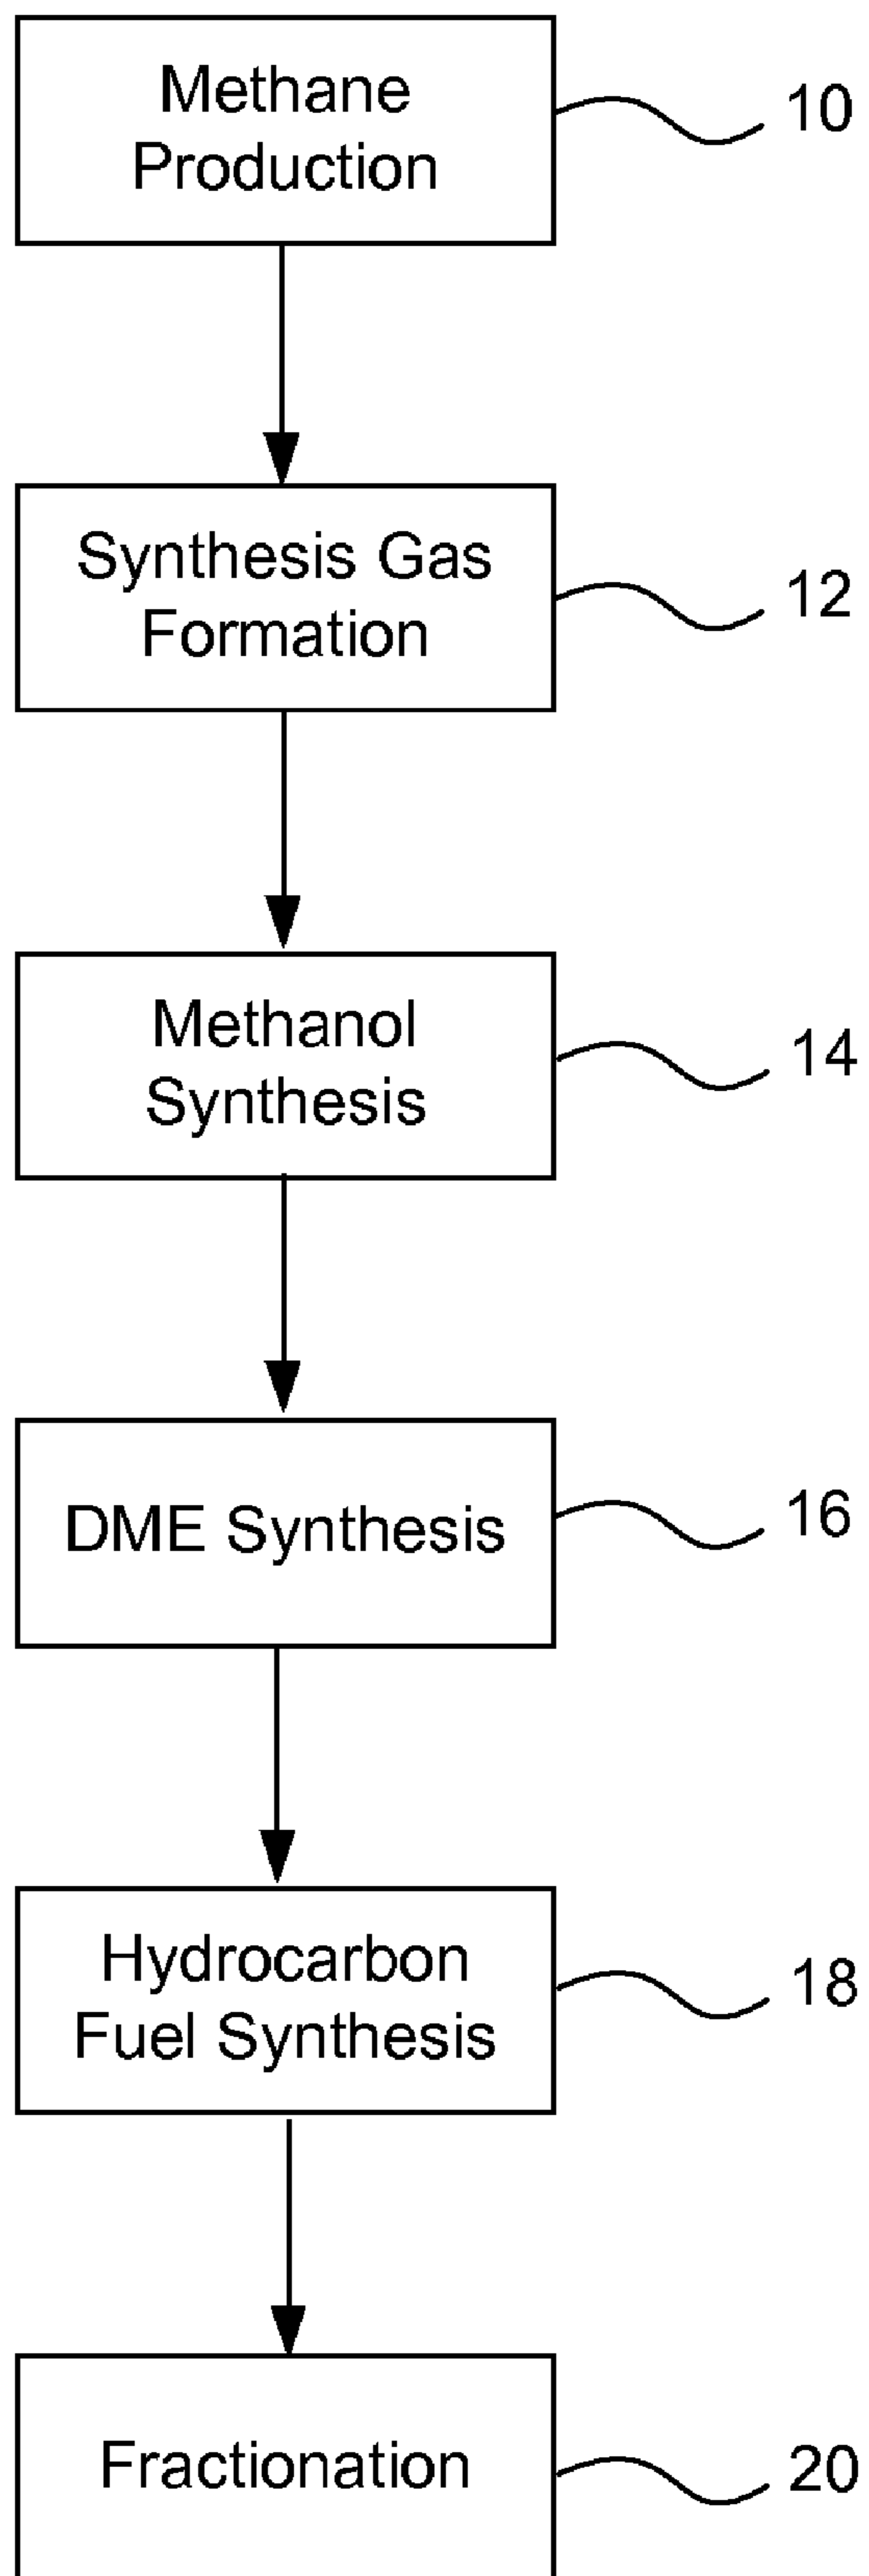 Methane
Production
10
Synthesis Gas
Formation
12
Methanol
Synthesis
14
DME Synthesis
16
Hydrocarbon
Fuel Synthesis
18
Fractionation
20